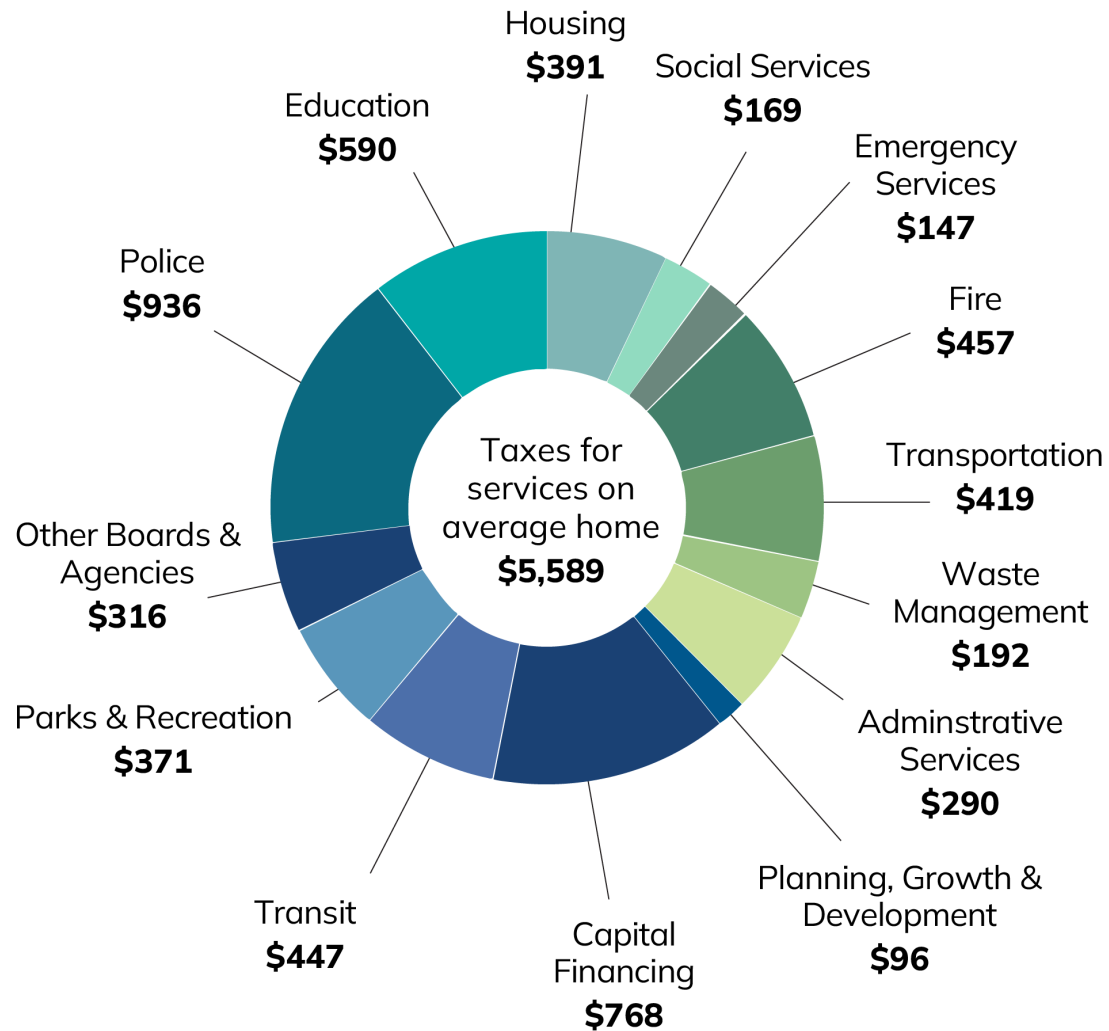 Housing
$391
Social Services
$169
Emergency
Services
$147
Fire
$457
Transportation
$419
Waste
Management
$192
Adminstrative
Services
$290
Planning, Growth &
Development
$96
Capital
Financing
$768
Transit
$447
Parks & Recreation
$371
Other Boards &
Agencies
$316
Police
$936
Education
$590
Taxes for
services on
average home
$5,589